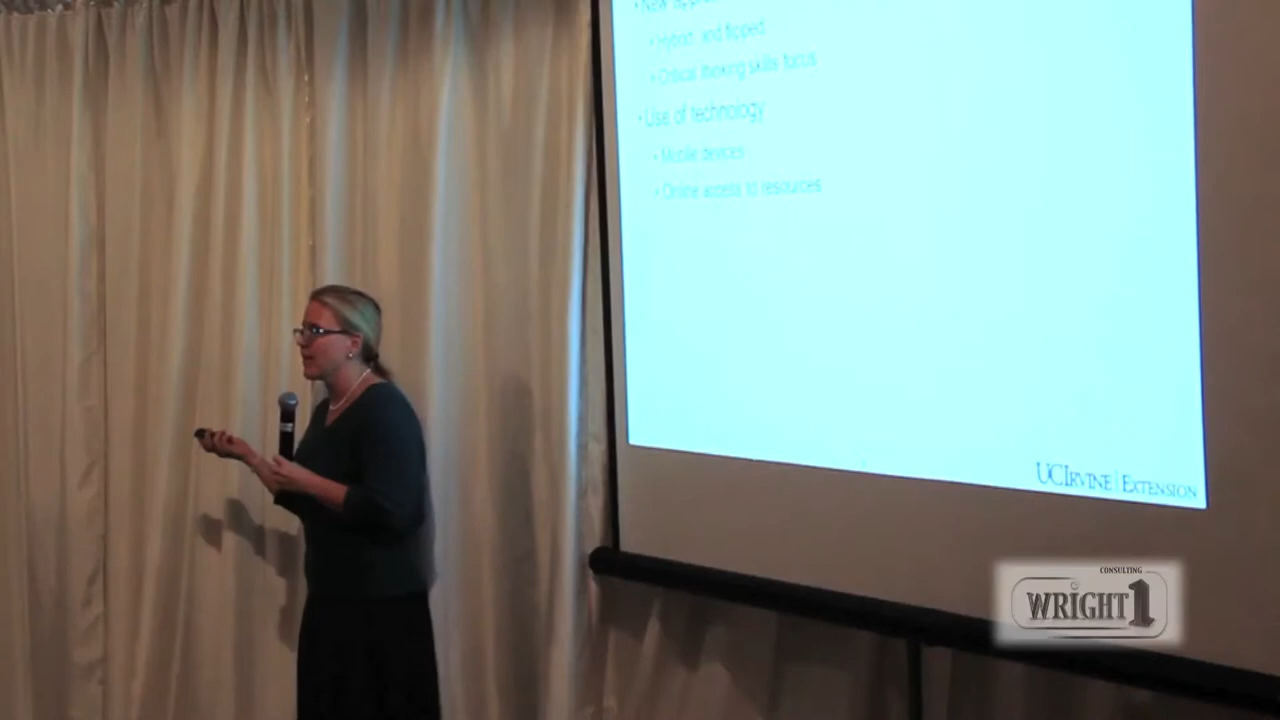 • New
• Hybrid and flipped
• Critical thinking skills focus
• Use of technology
• Mobile devices
• Online access to resources
UCIRVINE | EXTENSION
CONSULTING
WRIGHT1